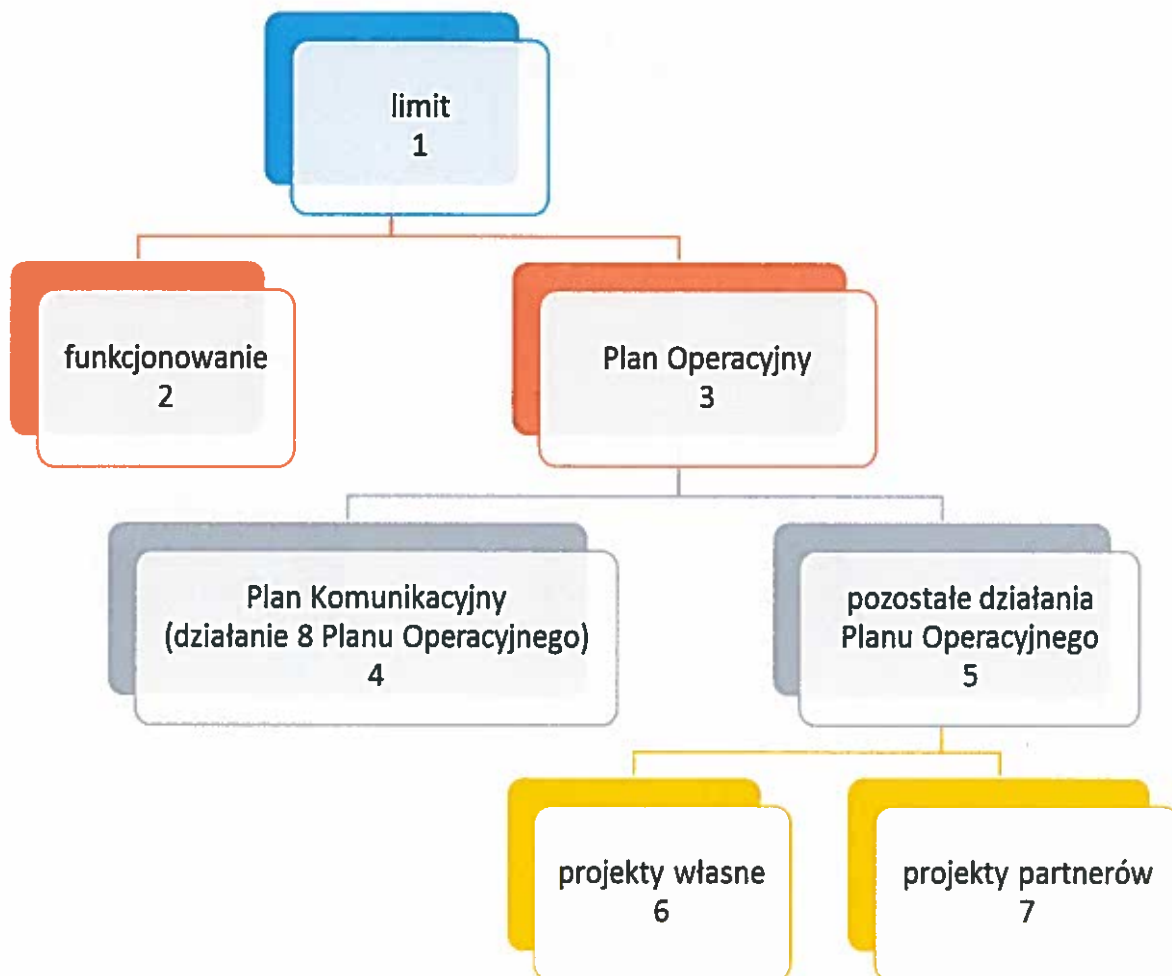 limit
1
funkcjonowanie
2
Plan Operacyjny
3
Plan Komunikacyjny
(działanie 8 Planu Operacyjnego)
4
pozostałe działania
Planu Operacyjnego
5
projekty własne
6
projekty partnerów
7